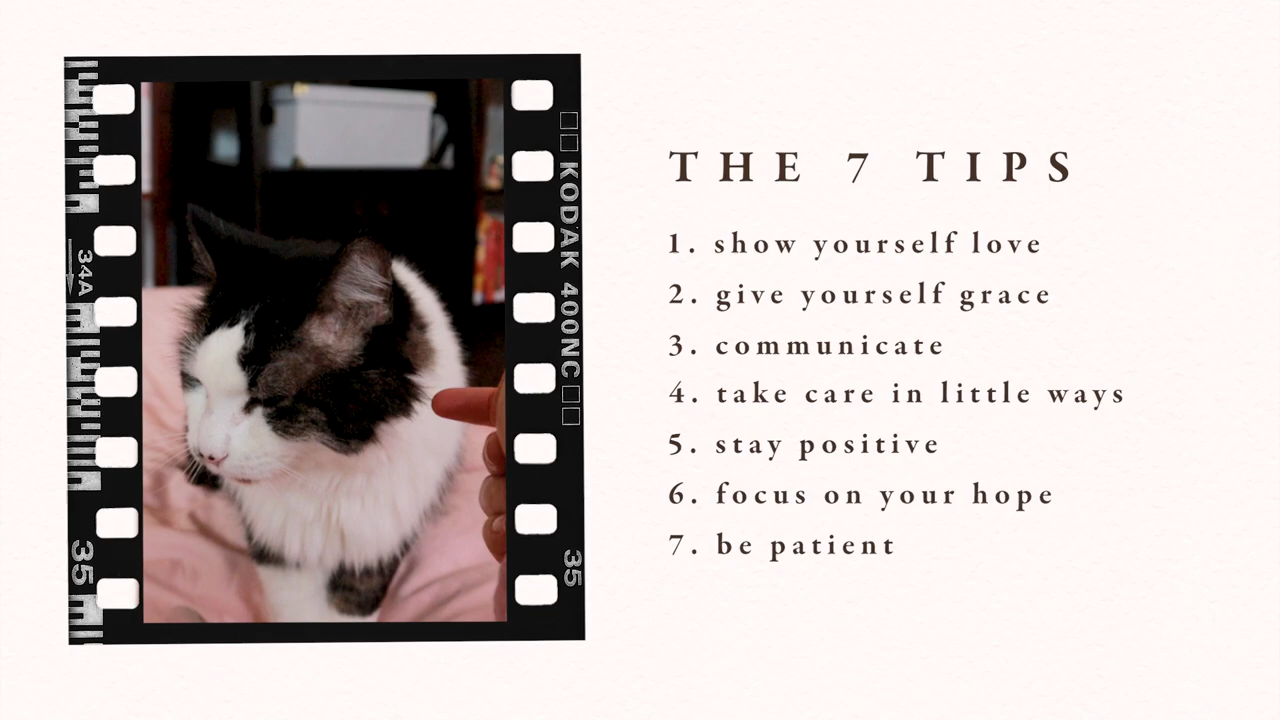 34A
35
KODAK 400NC
35
THE 7 TIPS
1. show yourself love
2. give yourself grace
3. communicate
4. take care in little ways
5. stay positive
6. focus on your hope
7. be patient